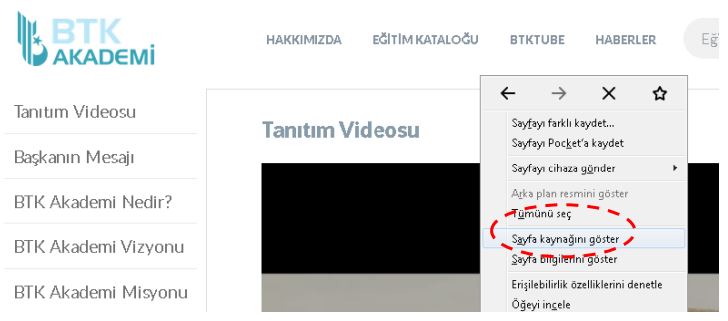 BTK
AKADEMİ
HAKKIMIZDA
EĞİTİM KATALOĞU
BTKTUBE
HABERLER
Eğ
Tanıtım Videosu
Başkanın Mesajı
BTK Akademi Nedir?
BTK Akademi Vizyonu
BTK Akademi Misyonu
Tanıtım Videosu
Sayfayı farklı kaydet...
Sayfayı Pocket'a kaydet
Sayfayı cihaza gönder
Arka plan resmini göster
Tümünü seç
Sayfa kaynağını göster
Sayfa bilgilerini göster
Erişilebilirlik özelliklerini denetle
Öğeyi incele